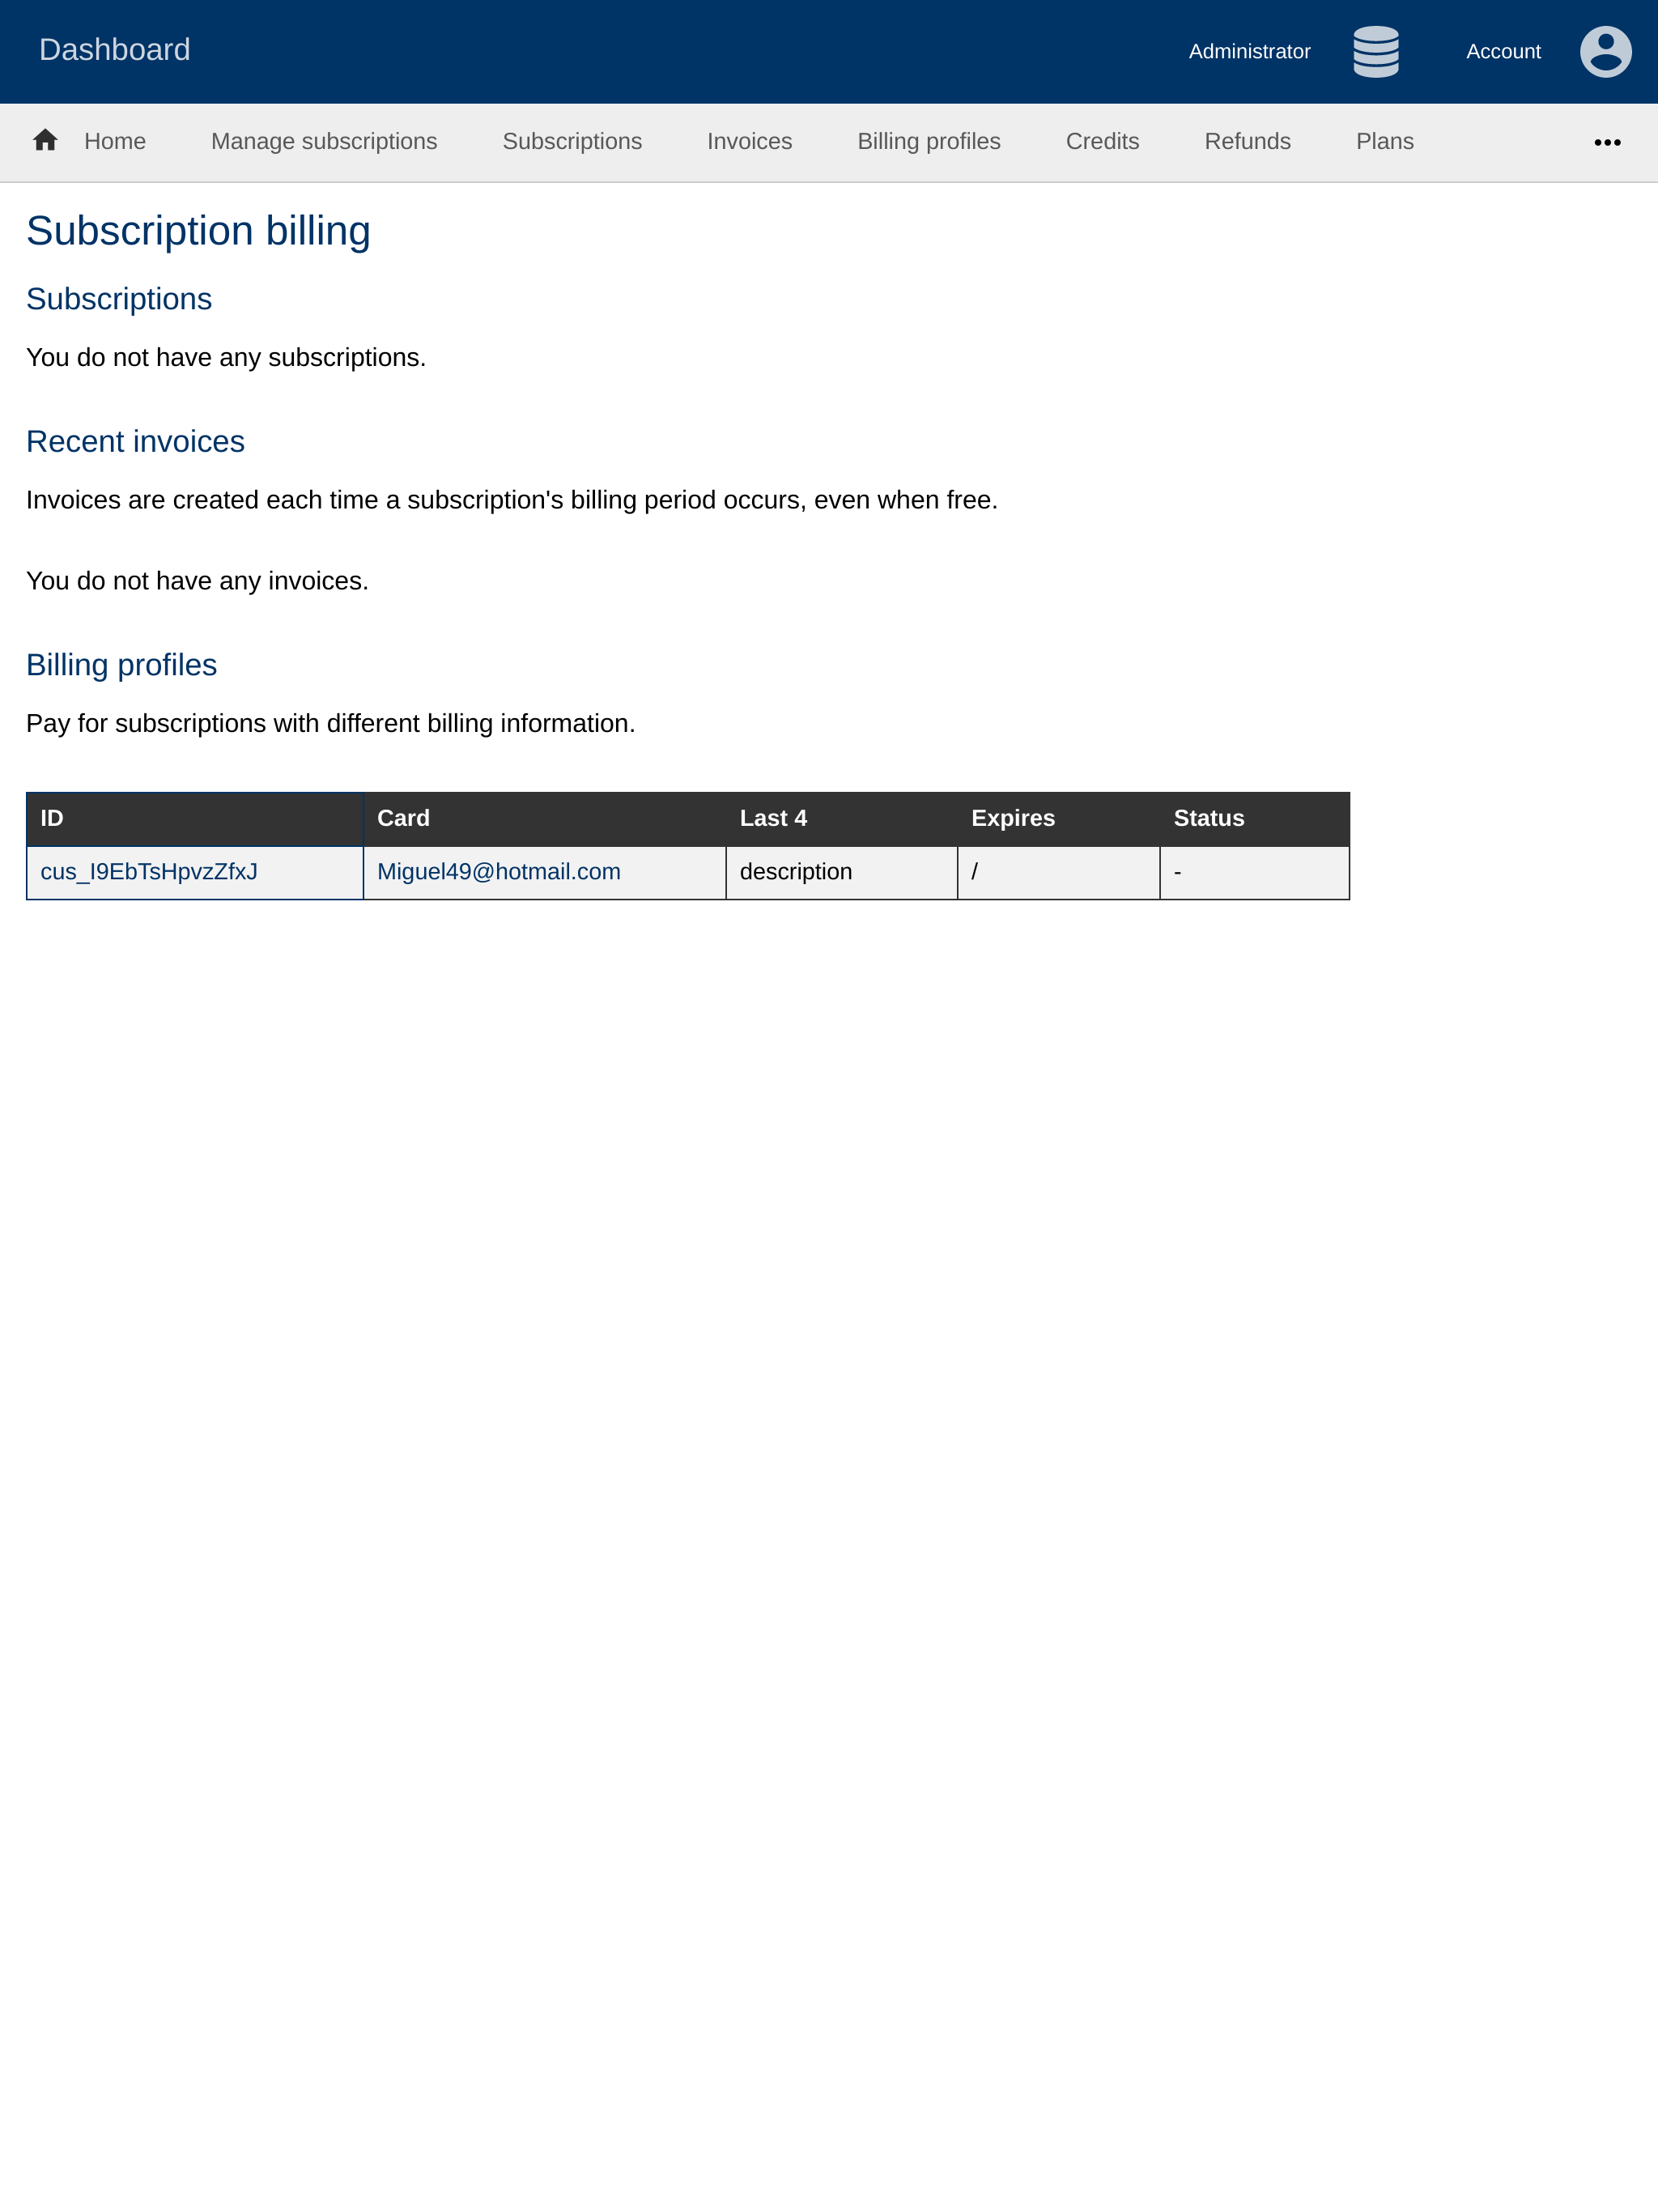 Dashboard Administrator Account
Home Manage subscriptions Subscriptions Invoices Billing profiles Credits Refunds Plans •••
Subscription billing
Subscriptions
You do not have any subscriptions.
Recent invoices
Invoices are created each time a subscription's billing period occurs, even when free.
You do not have any invoices.
Billing profiles
Pay for subscriptions with different billing information.
ID Card Last 4 Expires Status
cus_I9EbTsHpvzZfxJ Miguel49@hotmail.com description / -